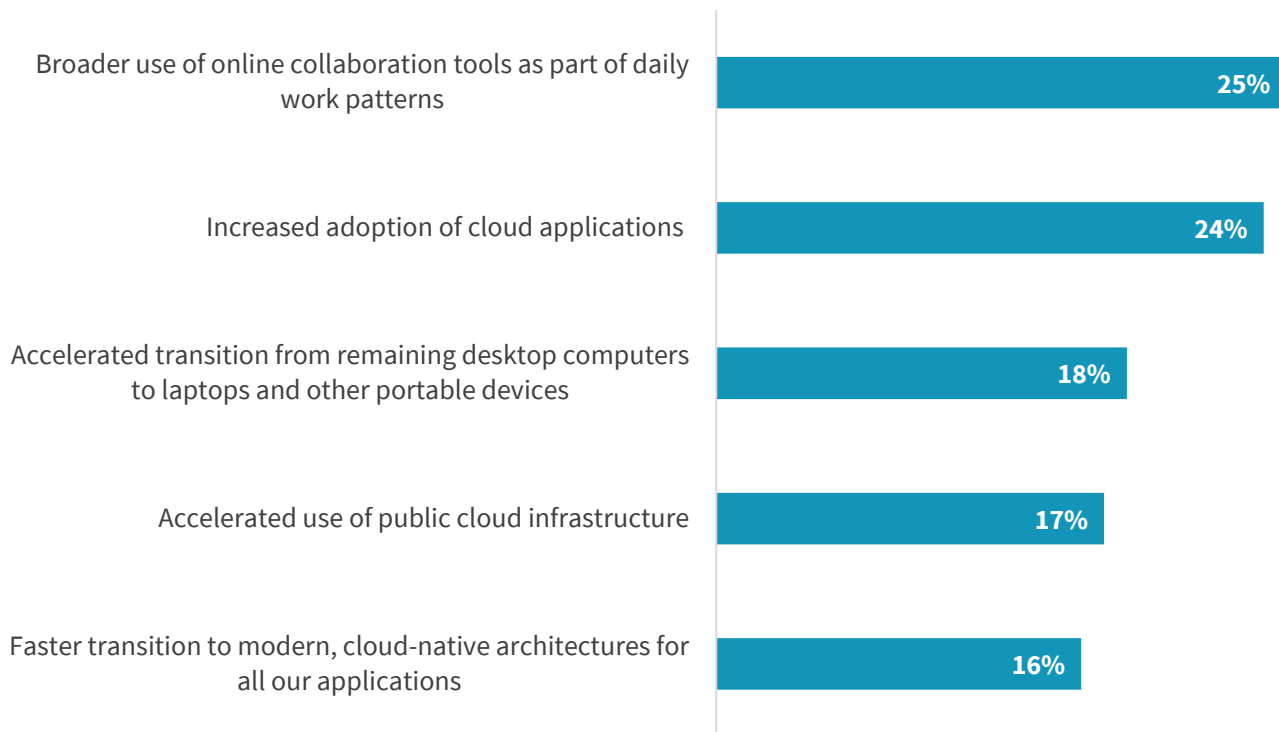 Broader use of online collaboration tools as part of daily
work patterns
25%
Increased adoption of cloud applications
24%
Accelerated transition from remaining desktop computers
to laptops and other portable devices
18%
Accelerated use of public cloud infrastructure
17%
Faster transition to modern, cloud-native architectures for
all our applications
16%